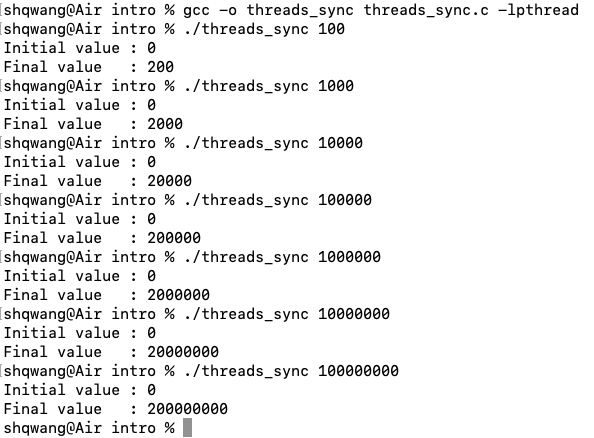 shqwang@Air intro % gcc -o threads_sync threads_sync.c -lpthread
[shqwang@Air intro % ./threads_sync 100
Initial value : 0
Final value   : 200
[shqwang@Air intro % ./threads_sync 1000
Initial value : 0
Final value   : 2000
[shqwang@Air intro % ./threads_sync 10000
Initial value : 0
Final value   : 20000
[shqwang@Air intro % ./threads_sync 100000
Initial value : 0
Final value   : 200000
[shqwang@Air intro % ./threads_sync 1000000
Initial value : 0
Final value   : 2000000
[shqwang@Air intro % ./threads_sync 10000000
Initial value : 0
Final value   : 20000000
[shqwang@Air intro % ./threads_sync 100000000
Initial value : 0
Final value   : 200000000
shqwang@Air intro %